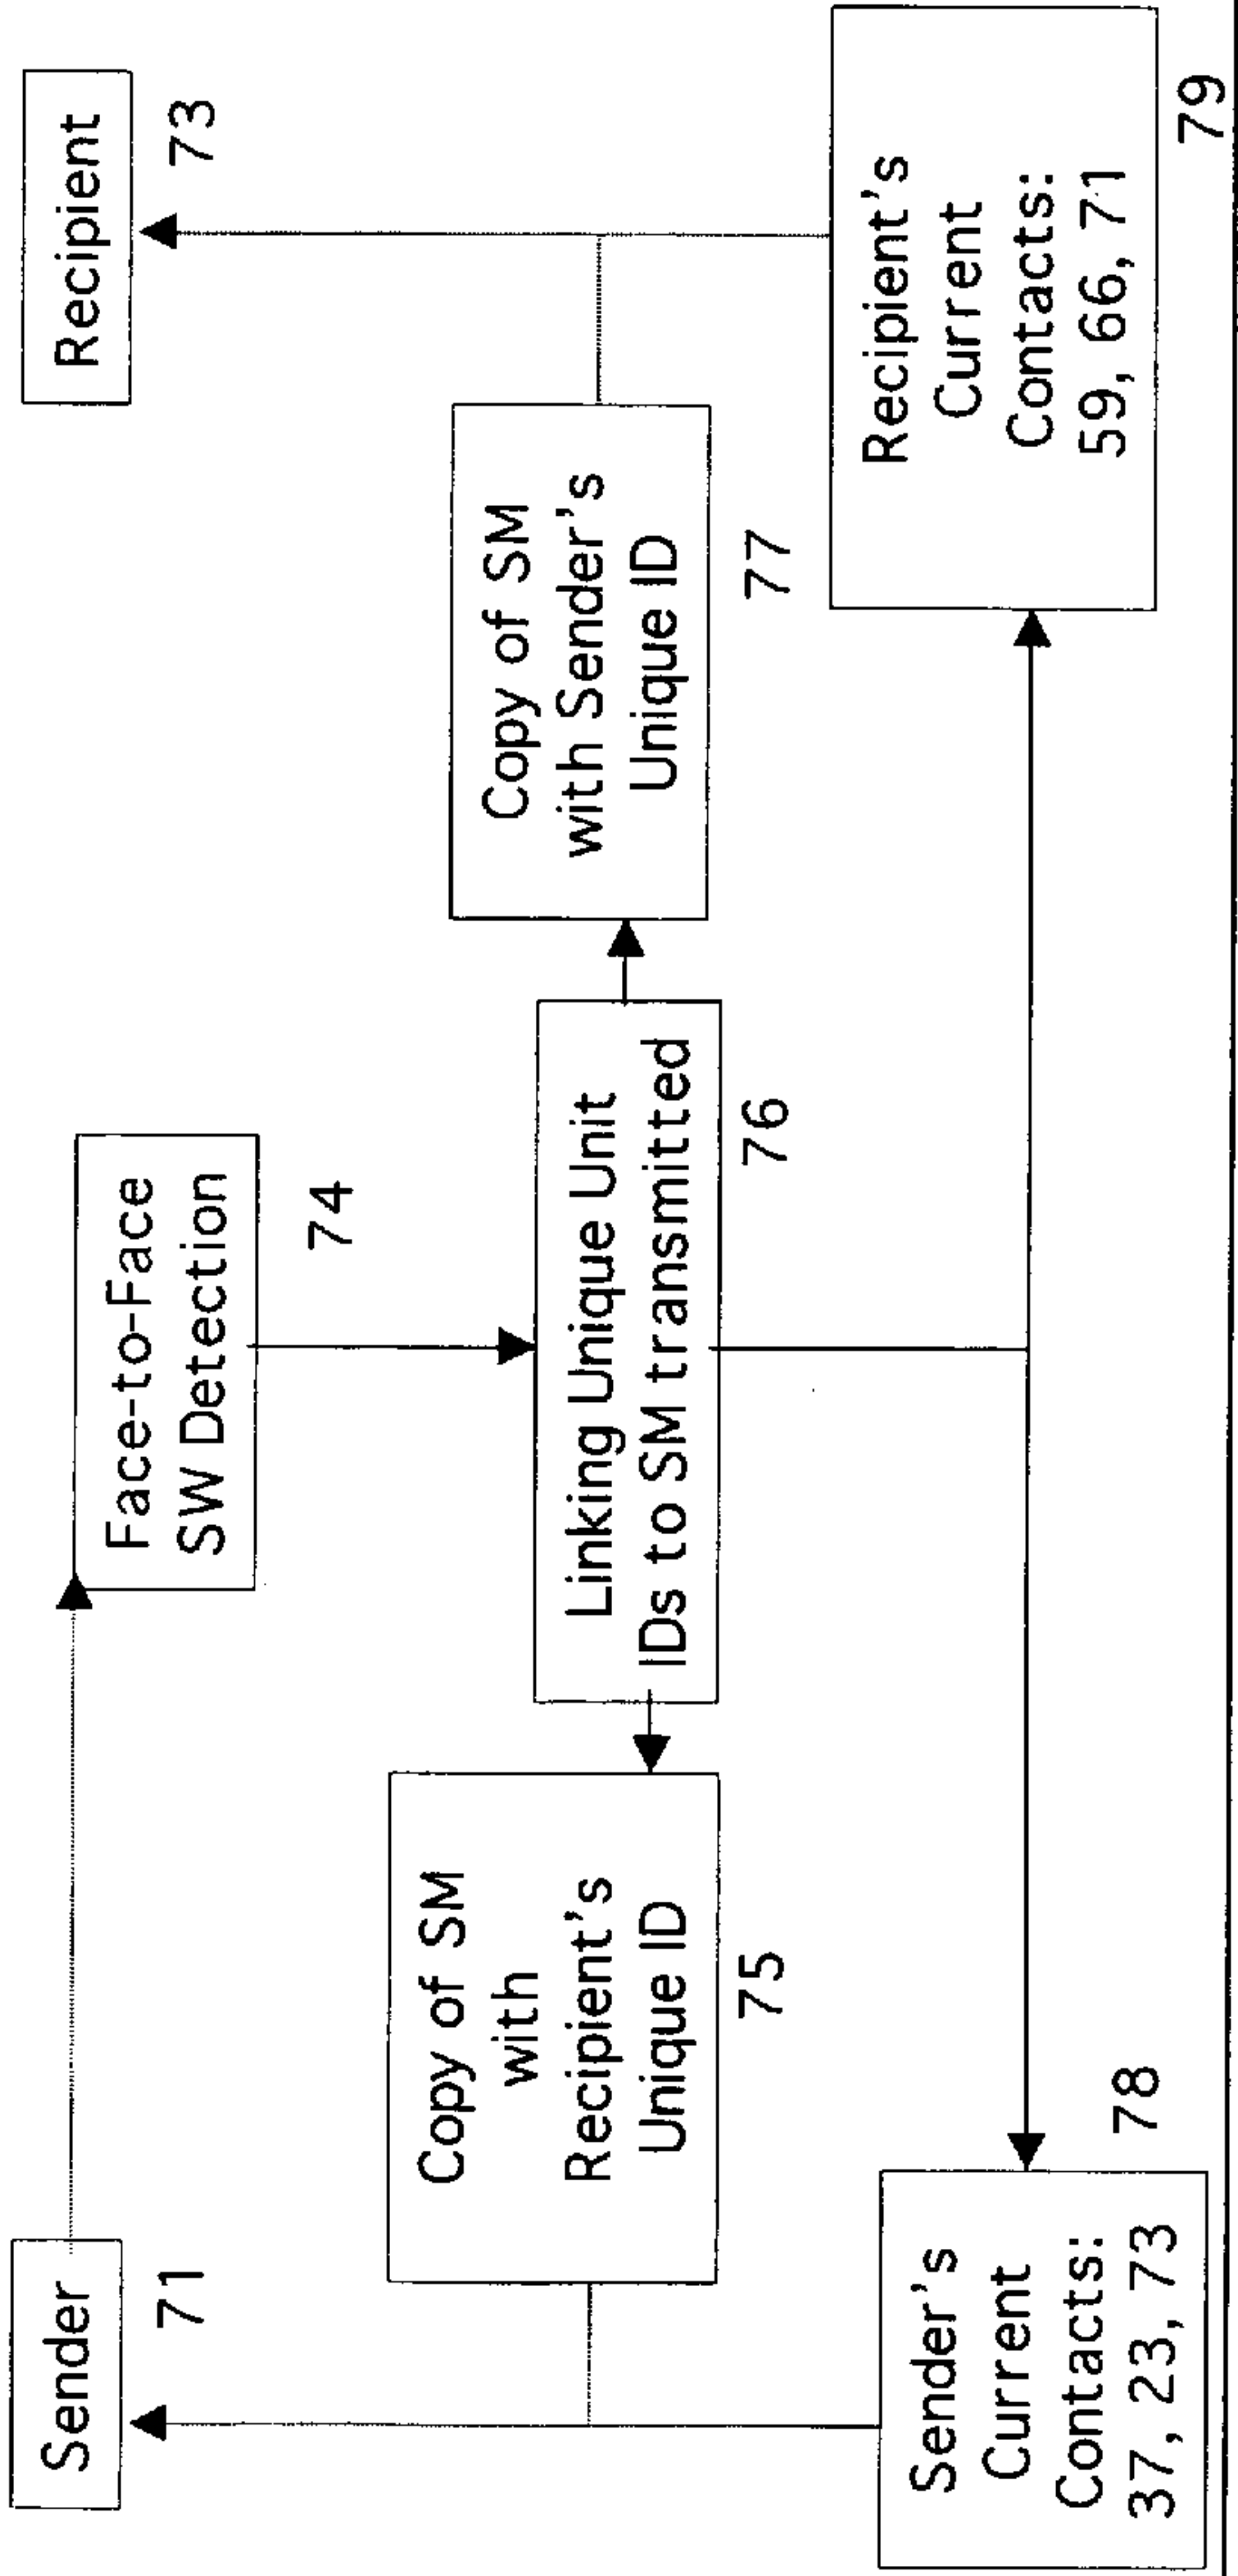 Sender
71
Face-to-Face
SW Detection
74
Recipient
73
Copy of SM
with
Recipient's
Unique ID
75
Linking Unique Unit
IDs to SM transmitted
76
Copy of SM
with Sender's
Unique ID
77
Sender's
Current
Contacts:
37, 23, 73
78
Recipient's
Current
Contacts:
59, 66, 71
79